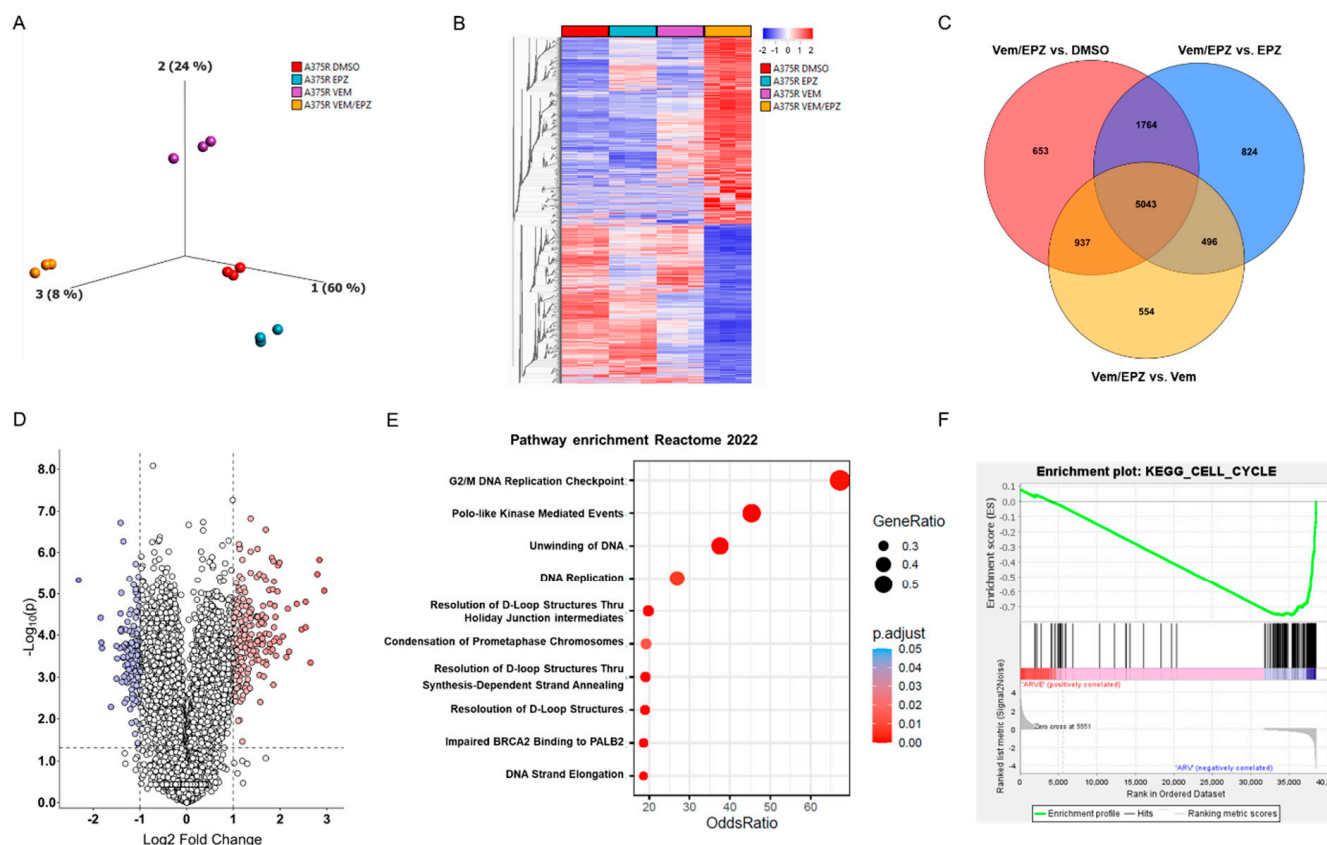 A
2 (24 %)
A375R DMSO
A375R EPZ
A375R VEM
A375R VEM/EPZ
3 (8 %)
1 (60 %)
B
-2 -1 0 1 2
A375R DMSO
A375R EPZ
A375R VEM
A375R VEM/EPZ
C
Vem/EPZ vs. DMSO
Vem/EPZ vs. EPZ
1764
653
824
5043
937
496
554
Vem/EPZ vs. Vem
D
8.0
7.0
6.0
5.0
4.0
3.0
2.0
1.0
0.0
-Log10(p)
-2 -1 0 1 2 3
Log2 Fold Change
E
Pathway enrichment Reactome 2022
G2/M DNA Replication Checkpoint
Polo-like Kinase Mediated Events
Unwinding of DNA
DNA Replication
Resolution of D-Loop Structures Thru
Holiday Junction intermediates
Condensation of Prometaphase Chromosomes
Resolution of D-loop Structures Thru
Synthesis-Dependent Strand Annealing
Resoloution of D-Loop Structures
Impaired BRCA2 Binding to PALB2
DNA Strand Elongation
20 30 40 50 60
OddsRatio
GeneRatio
0.3
0.4
0.5
p.adjust
0.05
0.04
0.03
0.02
0.01
0.00
F
Enrichment plot: KEGG_CELL_CYCLE
Enrichment score (ES)
0.1
0.0
-0.1
-0.2
-0.3
-0.4
-0.5
-0.6
-0.7
'ARVE' (positively correlated)
Ranked list metric (Signal2Noise)
4
2
0
-2
-4
Zero cross at 5551
'ARV' (negatively correlated)
0 5,000 10,000 15,000 20,000 25,000 30,000 35,000 40,0
Rank in Ordered Dataset
Enrichment profile Hits Ranking metric scores